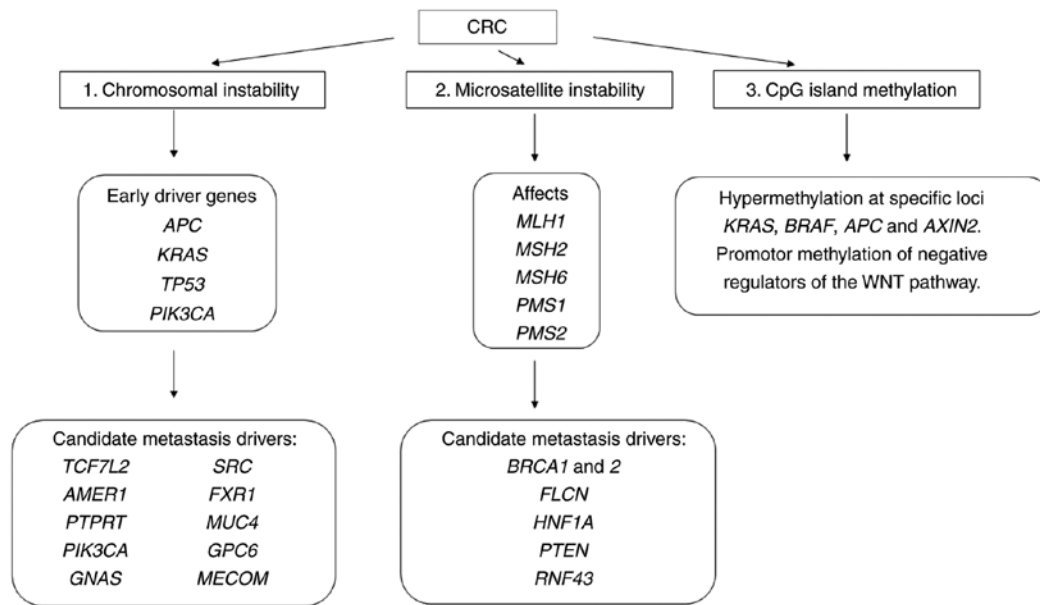 CRC
1. Chromosomal instability
2. Microsatellite instability
3. CpG island methylation
Early driver genes
APC
KRAS
TP53
PIK3CA
Affects
MLH1
MSH2
MSH6
PMS1
PMS2
Hypermethylation at specific loci
KRAS, BRAF, APC and AXIN2.
Promotor methylation of negative
regulators of the WNT pathway.
Candidate metastasis drivers:
TCF7L2 SRC
AMER1 FXR1
PTPRT MUC4
PIK3CA GPC6
GNAS MECOM
Candidate metastasis drivers:
BRCA1 and 2
FLCN
HNF1A
PTEN
RNF43